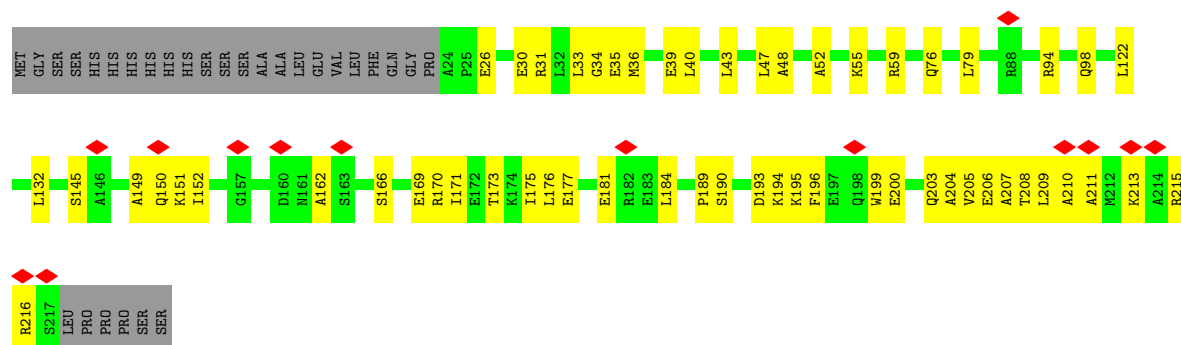 MET GLY SER SER HIS HIS HIS HIS HIS HIS SER SER SER ALA ALA LEU GLU VAL LEU PHE GLN GLY PRO A24 P25 E26 E30 R31 L32 L33 G34 E35 M36 E39 L40 L43 L47 A48 A52 K55 R59 Q76 L79 R88 R94 Q98 L122
L132 S145 A146 A149 Q150 K151 I152 G157 D160 N161 A162 S163 S166 E169 R170 I171 E172 T173 K174 I175 L176 E177 E181 R182 E183 L184 P189 S190 D193 K194 K195 F196 E197 Q198 W199 E200 Q203 A204 V205 E206 A207 T208 L209 A210 A211 M212 K213 A214 R215
R216 S217 LEU PRO PRO PRO SER SER